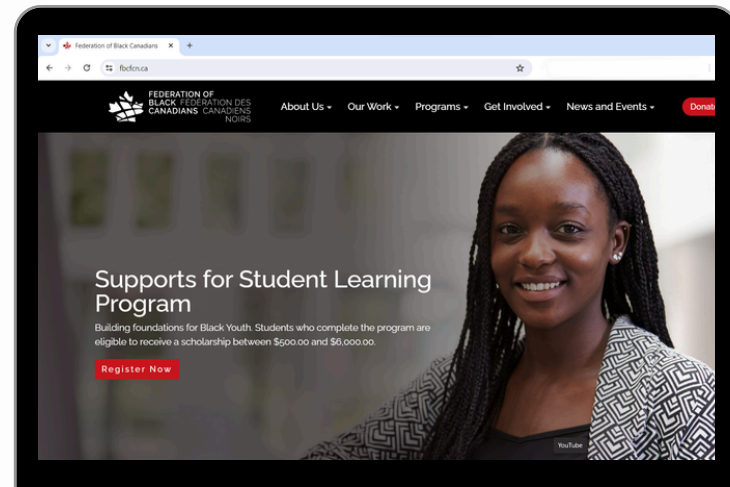 Federation of Black Canadians
fbcfcn.ca
FEDERATION OF
BLACK FÉDÉRATION DES
CANADIANS CANADIENS
NOIRS
About Us
Our Work
Programs
Get Involved
News and Events
Donate
Supports for Student Learning
Program
Building foundations for Black Youth. Students who complete the program are
eligible to receive a scholarship between $500.00 and $6,000.00.
Register Now
YouTube